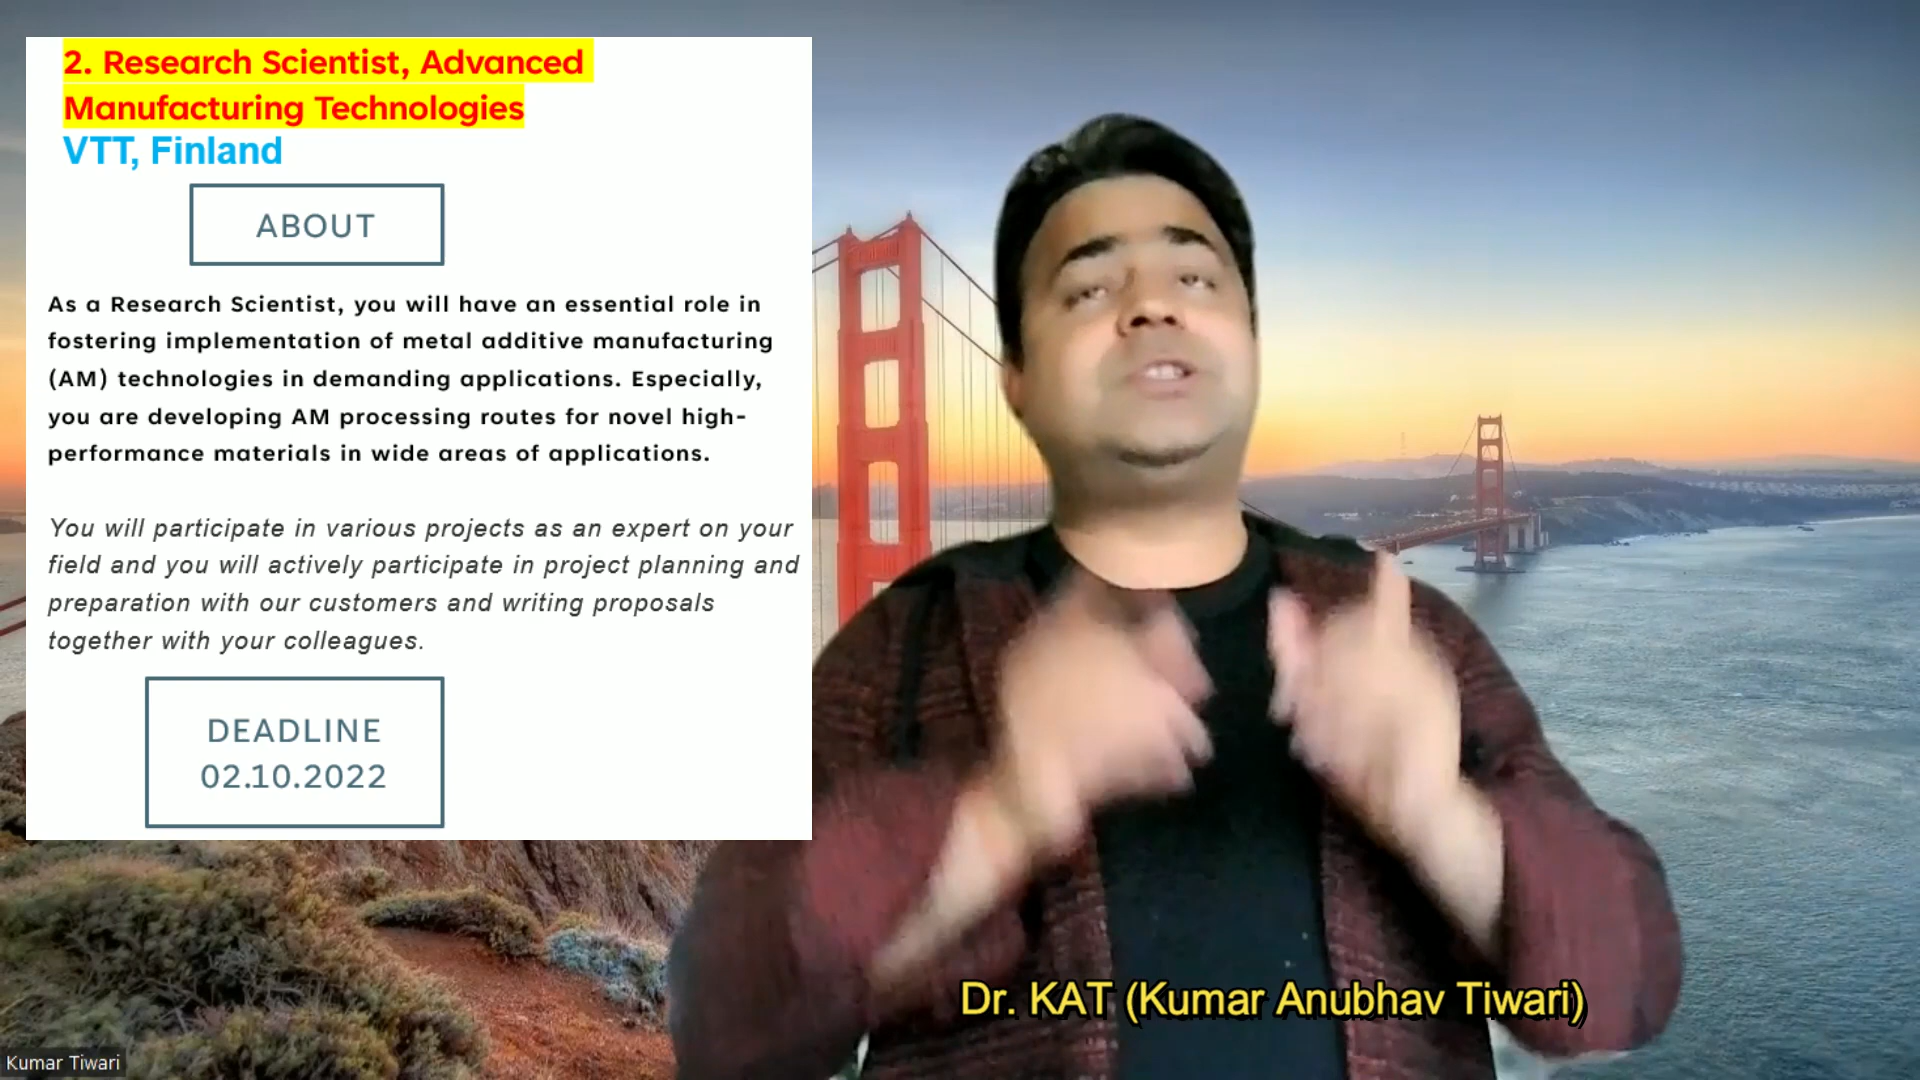 2. Research Scientist, Advanced
Manufacturing Technologies
VTT, Finland
ABOUT
As a Research Scientist, you will have an essential role in
fostering implementation of metal additive manufacturing
(AM) technologies in demanding applications. Especially,
you are developing AM processing routes for novel high-
performance materials in wide areas of applications.
You will participate in various projects as an expert on your
field and you will actively participate in project planning and
preparation with our customers and writing proposals
together with your colleagues.
DEADLINE
02.10.2022
Dr. KAT (Kumar Anubhav Tiwari)
Kumar Tiwari